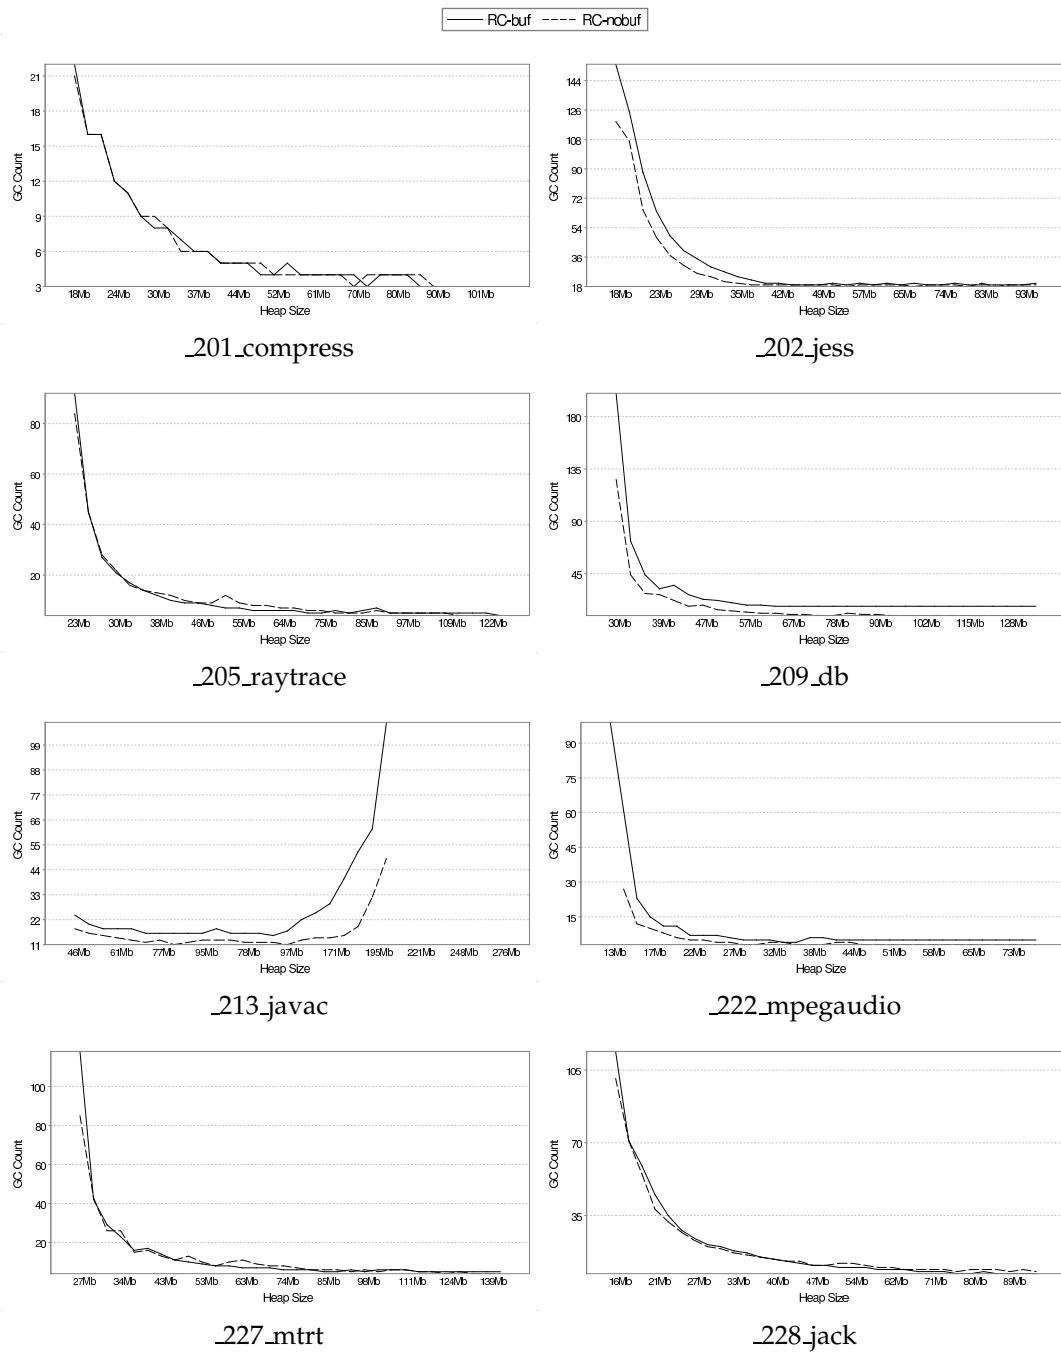 RC-buf RC-nobuf
GC Count
21
18
15
12
9
6
3
18Mb 24Mb 30Mb 37Mb 44Mb 52Mb 61Mb 70Mb 80Mb 90Mb 101Mb
Heap Size
_201_compress
GC Count
144
126
108
90
72
54
36
18
18Mb 23Mb 29Mb 35Mb 42Mb 49Mb 57Mb 65Mb 74Mb 83Mb 93Mb
Heap Size
_202_jess
GC Count
80
60
40
20
23Mb 30Mb 38Mb 46Mb 55Mb 64Mb 75Mb 85Mb 97Mb 109Mb 122Mb
Heap Size
_205_raytrace
GC Count
180
135
90
45
30Mb 39Mb 47Mb 57Mb 67Mb 78Mb 90Mb 102Mb 115Mb 128Mb
Heap Size
_209_db
GC Count
99
88
77
66
55
44
33
22
11
46Mb 61Mb 77Mb 95Mb 78Mb 97Mb 171Mb 195Mb 221Mb 248Mb 276Mb
Heap Size
_213_javac
GC Count
90
75
60
45
30
15
13Mb 17Mb 22Mb 27Mb 32Mb 38Mb 44Mb 51Mb 58Mb 66Mb 73Mb
Heap Size
_222_mpegaudio
GC Count
100
80
60
40
20
27Mb 34Mb 43Mb 53Mb 63Mb 74Mb 85Mb 98Mb 111Mb 124Mb 139Mb
Heap Size
_227_mtrt
GC Count
105
70
35
16Mb 21Mb 27Mb 33Mb 40Mb 47Mb 54Mb 62Mb 71Mb 80Mb 89Mb
Heap Size
_228_jack